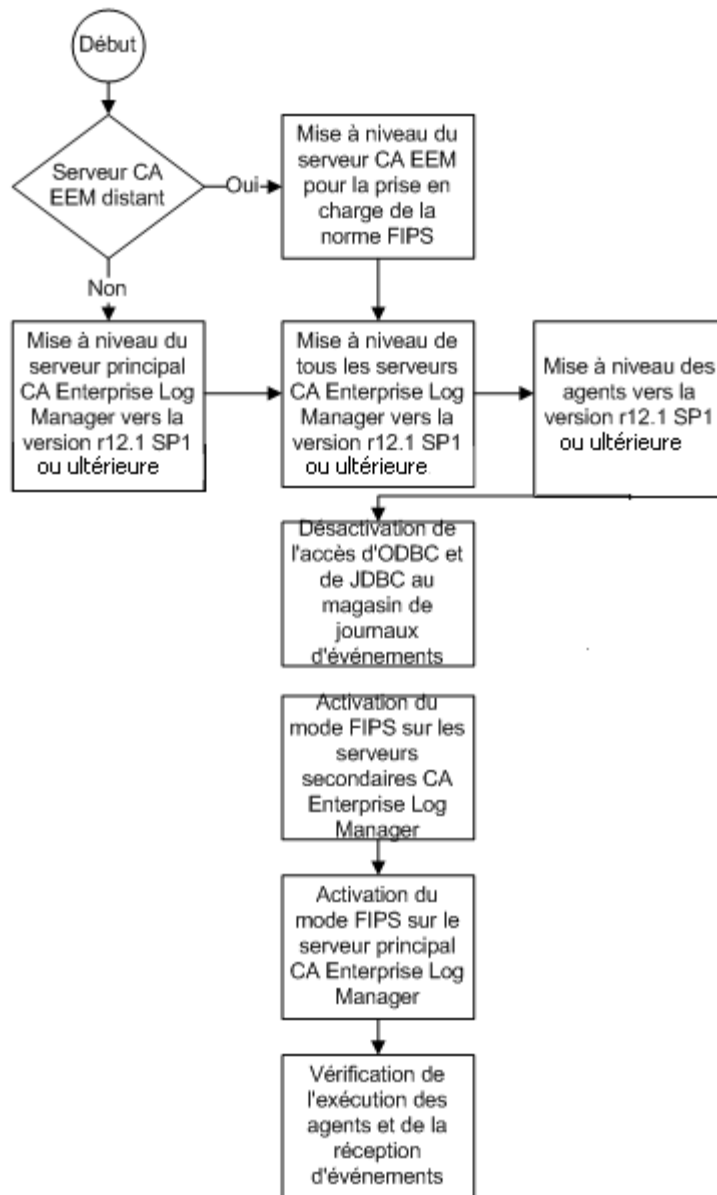 Début
Serveur CA
EEM distant
Oui
Mise à niveau du
serveur CA EEM
pour la prise en
charge de la
norme FIPS
Non
Mise à niveau du
serveur principal
CA Enterprise Log
Manager vers la
version r12.1 SP1
ou ultérieure
Mise à niveau de
tous les serveurs
CA Enterprise Log
Manager vers la
version r12.1 SP1
ou ultérieure
Mise à niveau des
agents vers la
version r12.1 SP1
ou ultérieure
Désactivation de
l'accès d'ODBC et
de JDBC au
magasin de
journaux
d'événements
Activation du
mode FIPS sur les
serveurs
secondaires CA
Enterprise Log
Manager
Activation du
mode FIPS sur le
serveur principal
CA Enterprise Log
Manager
Vérification de
l'exécution des
agents et de la
réception
d'événements